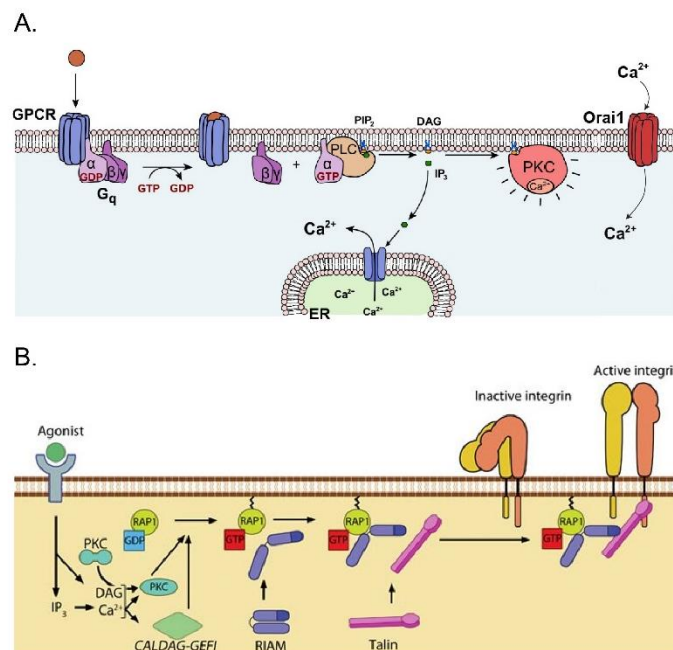 A.
Ca2+
GPCR
PIP2
DAG
Orai1
α
GDP
βγ
Gq
GTP
GDP
βγ
+
α
GTP
PLC
IP3
PKC
Ca2+
Ca2+
Ca2+
Ca2+
Ca2+
Ca2+
ER
B.
Active integrin
Inactive integrin
Agonist
RAP1
GDP
RAP1
GTP
RAP1
GTP
RAP1
GTP
PKC
DAG
PKC
IP3
Ca2+
CALDAG-GEFI
RIAM
Talin